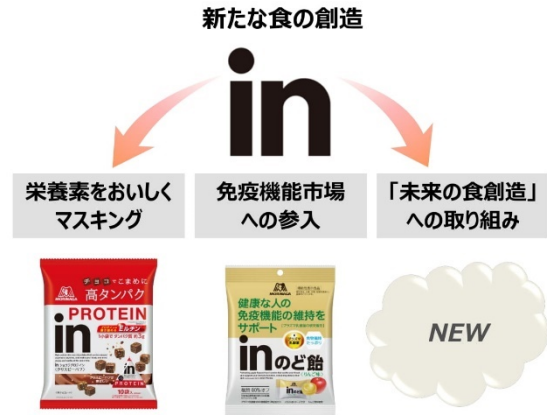 新たな食の創造
in
栄養素をおいしく
マスキング
免疫機能市場
への参入
「未来の食創造」
への取り組み
MORINAGA
チョコでこまめに
高タンパク
PROTEIN
in
MORINAGA
健康な人の
免疫機能の維持を
サポート
inのど飴
NEW